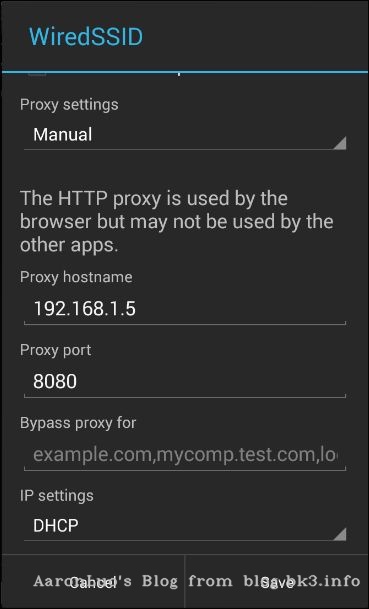 WiredSSID
Proxy settings
Manual
The HTTP proxy is used by the
browser but may not be used by the
other apps.
Proxy hostname
192.168.1.5
Proxy port
8080
Bypass proxy for
example.com,mycomp.test.com,lo
IP settings
DHCP
Cancel
Save
AaronLuo's Blog from blog.bk3.info